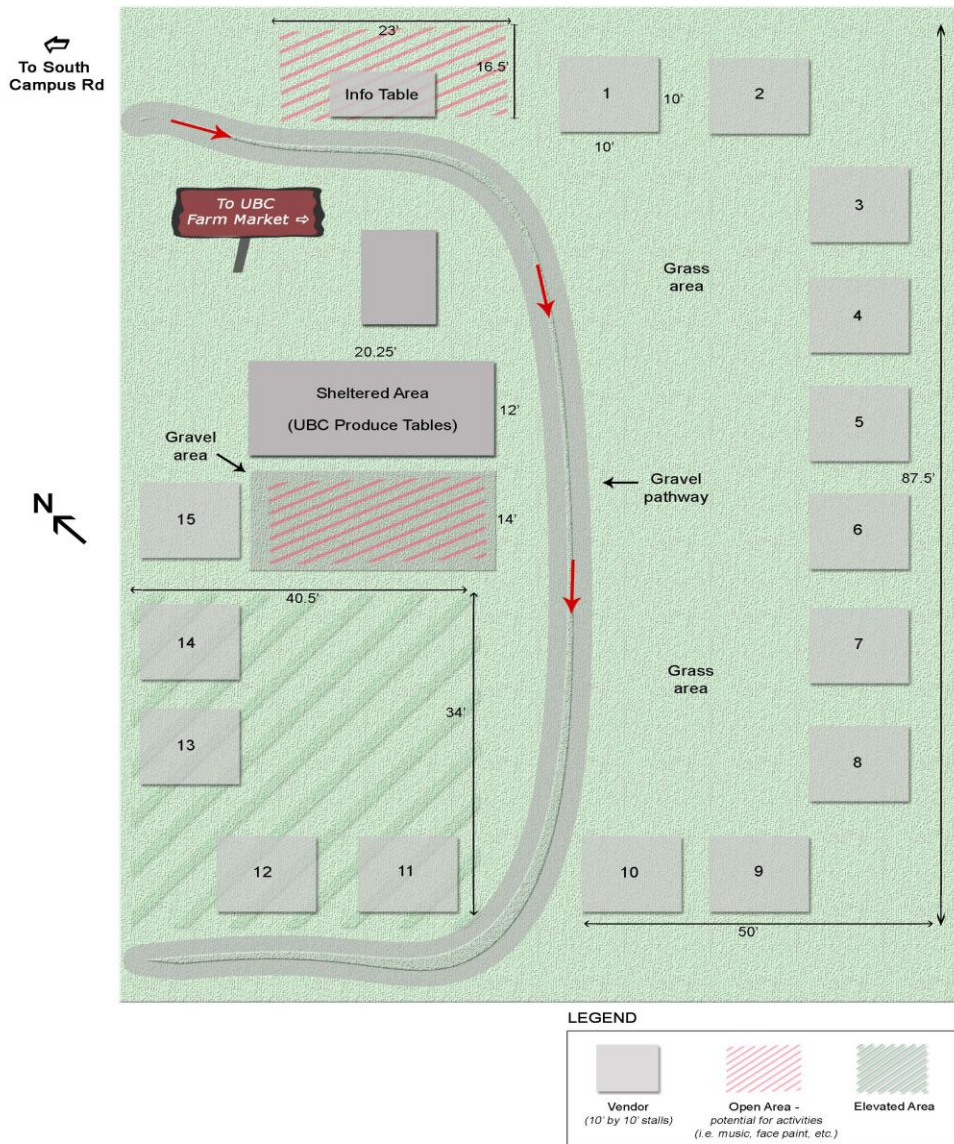 To South
Campus Rd
23'
16.5'
Info Table
1
10'
10'
2
To UBC
Farm Market ⇨
3
Grass
area
4
20.25'
Sheltered Area
(UBC Produce Tables)
12'
5
Gravel
area
Gravel
pathway
87.5'
N
15
14'
6
40.5'
14
34'
Grass
area
7
13
8
12
11
10
9
50'
LEGEND
Vendor
(10' by 10' stalls)
Open Area -
potential for activities
(i.e. music, face paint, etc.)
Elevated Area